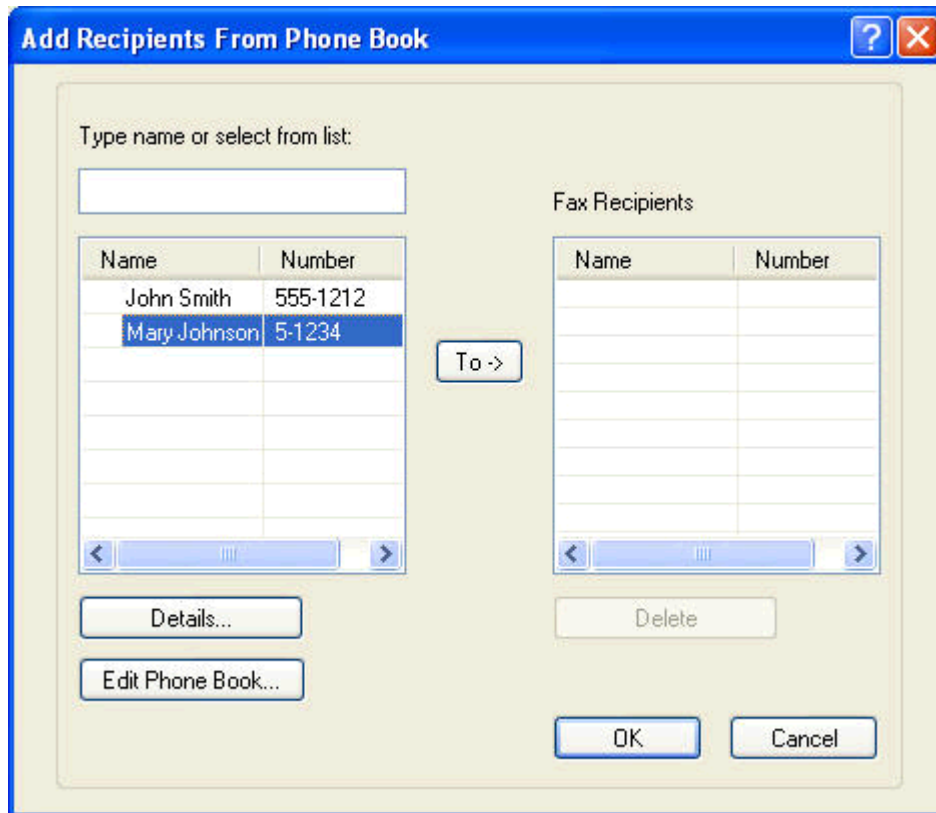 Add Recipients From Phone Book
Type name or select from list:
Name Number
John Smith 555-1212
Mary Johnson 5-1234
To ->
Details...
Edit Phone Book...
Fax Recipients
Name Number
Delete
OK Cancel